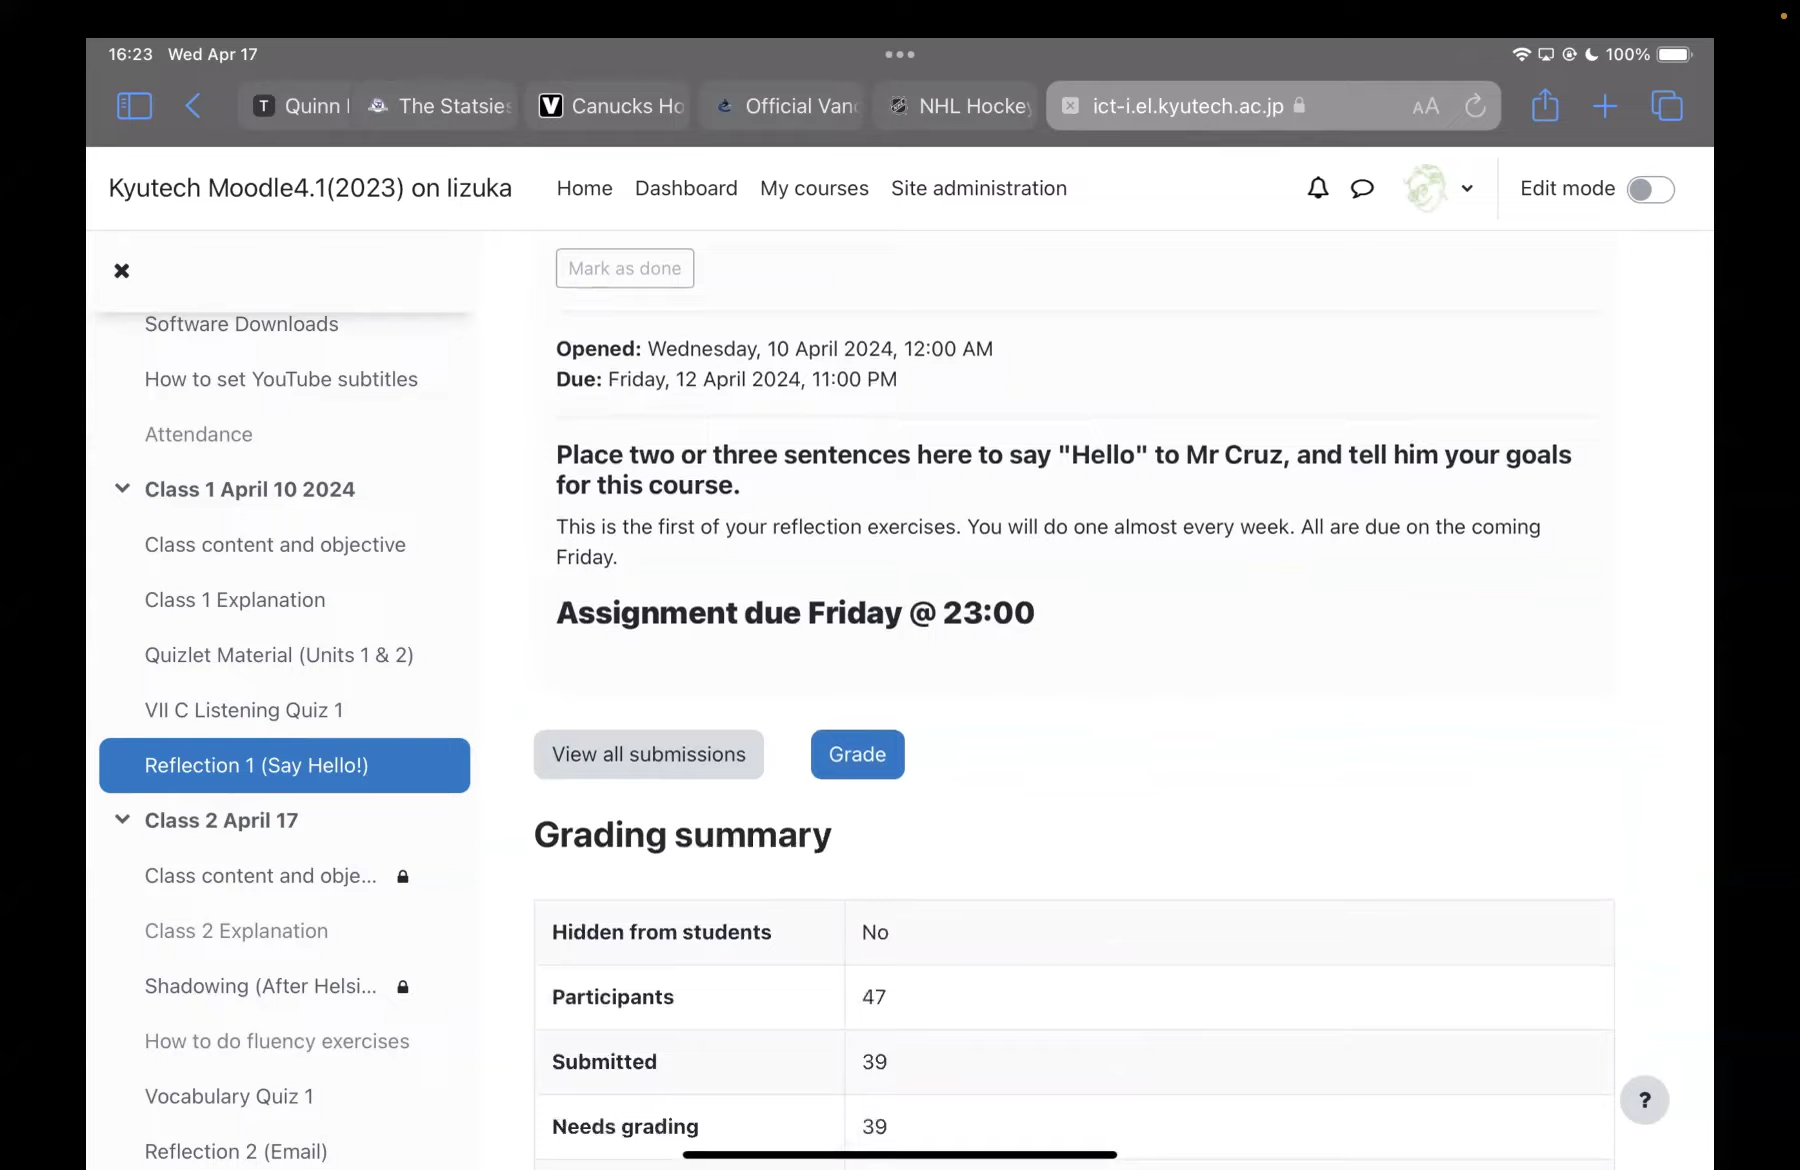 16:23 Wed Apr 17
100%
T Quinn
The Statsies
V Canucks Ho
Official Vanc
NHL Hockey
ict-i.el.kyutech.ac.jp
AA
Kyutech Moodle4.1(2023) on Iizuka
Home
Dashboard
My courses
Site administration
Edit mode
Software Downloads
How to set YouTube subtitles
Attendance
Class 1 April 10 2024
Class content and objective
Class 1 Explanation
Quizlet Material (Units 1 & 2)
VII C Listening Quiz 1
Reflection 1 (Say Hello!)
Class 2 April 17
Class content and obje...
Class 2 Explanation
Shadowing (After Helsi...
How to do fluency exercises
Vocabulary Quiz 1
Reflection 2 (Email)
Mark as done
Opened: Wednesday, 10 April 2024, 12:00 AM
Due: Friday, 12 April 2024, 11:00 PM
Place two or three sentences here to say "Hello" to Mr Cruz, and tell him your goals
for this course.
This is the first of your reflection exercises. You will do one almost every week. All are due on the coming
Friday.
Assignment due Friday @ 23:00
View all submissions
Grade
Grading summary
Hidden from students No
Participants 47
Submitted 39
Needs grading 39
?